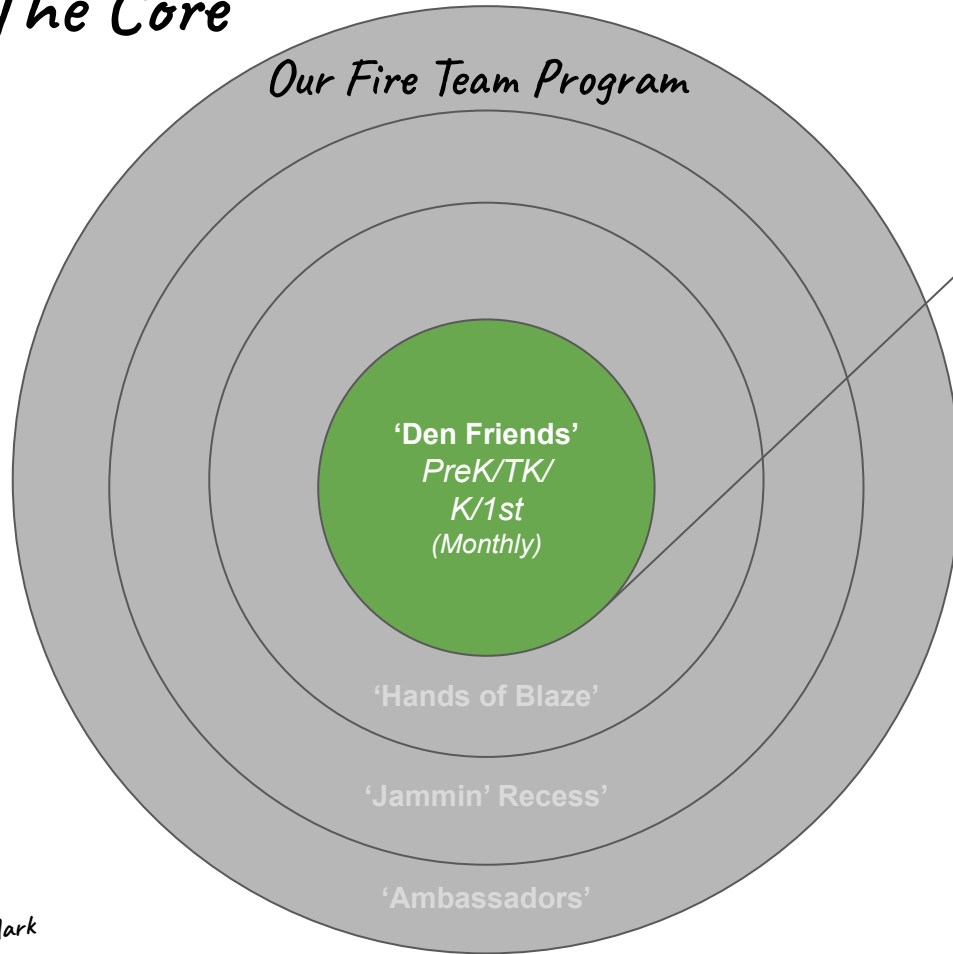 The Core
Our Fire Team Program
‘Den Friends’
PreK/TK/
K/1st
(Monthly)
‘Hands of Blaze’
‘Jammin’ Recess’
‘Ambassadors’